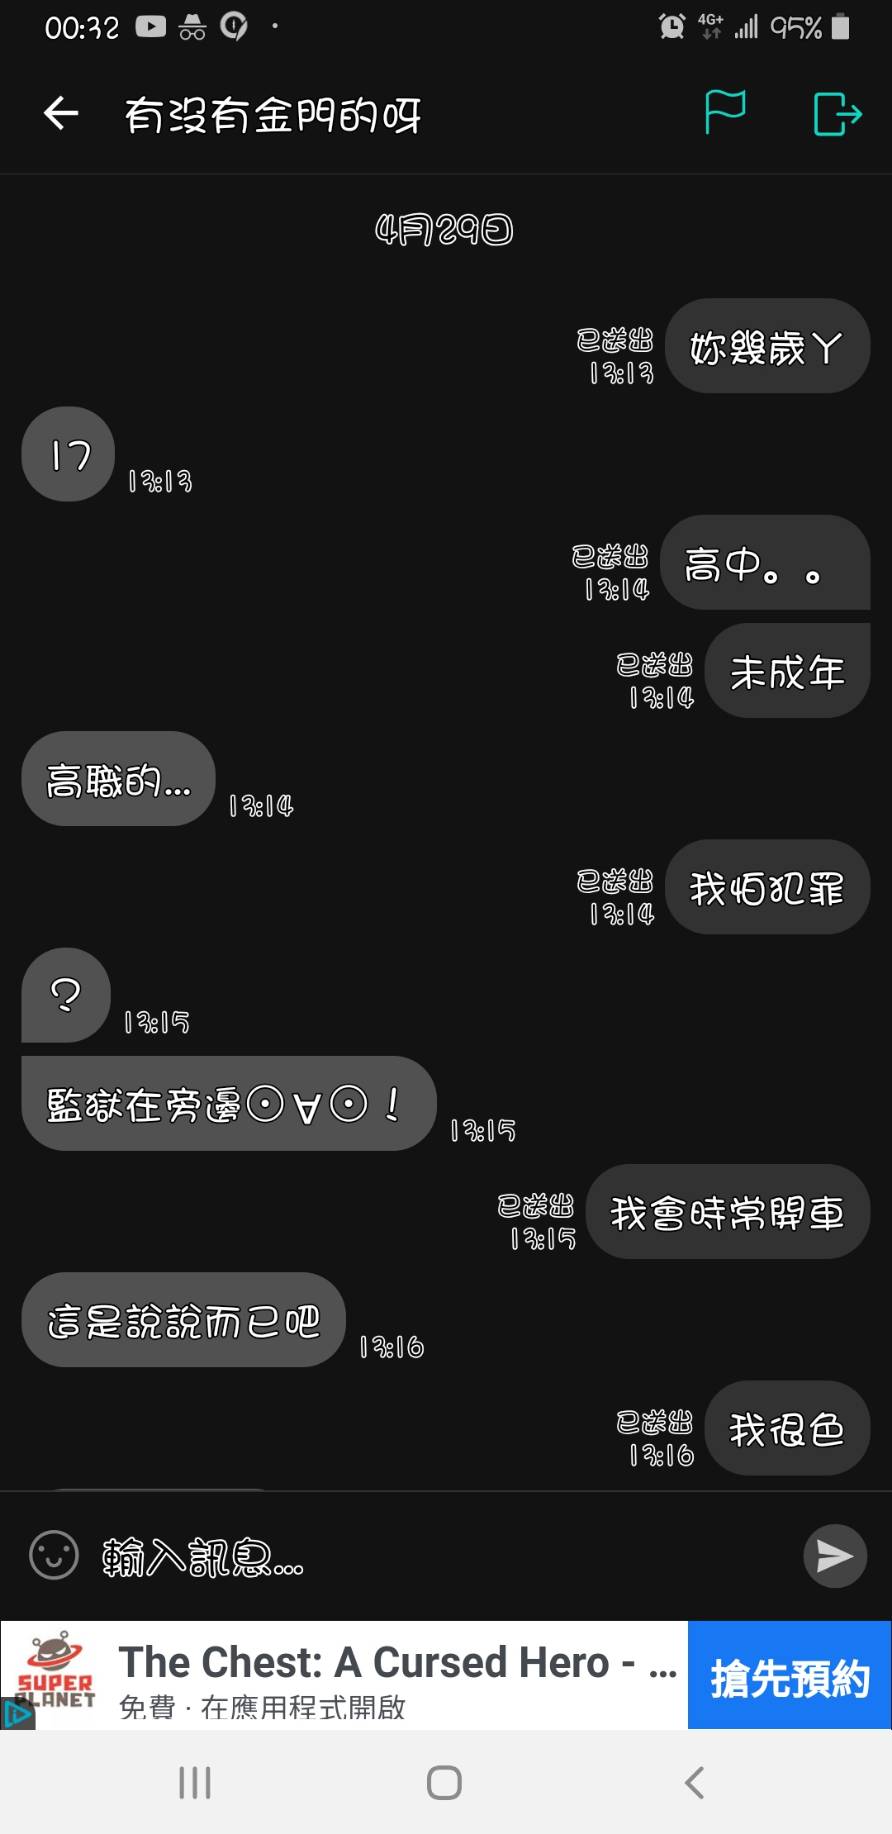 00:32
4G+
95%
有沒有金門的呀
4月29日
妳幾歲丫
已送出
13:13
17
13:13
高中。。
已送出
13:14
未成年
已送出
13:14
高職的...
13:14
我怕犯罪
已送出
13:14
?
13:15
監獄在旁邊⊙∀⊙！
13:15
我會時常開車
已送出
13:15
這是說說而已吧
13:16
我很色
已送出
13:16
輸入訊息...
SUPER
PLANET
The Chest: A Cursed Hero - ...
免費 · 在應用程式開啟
搶先預約